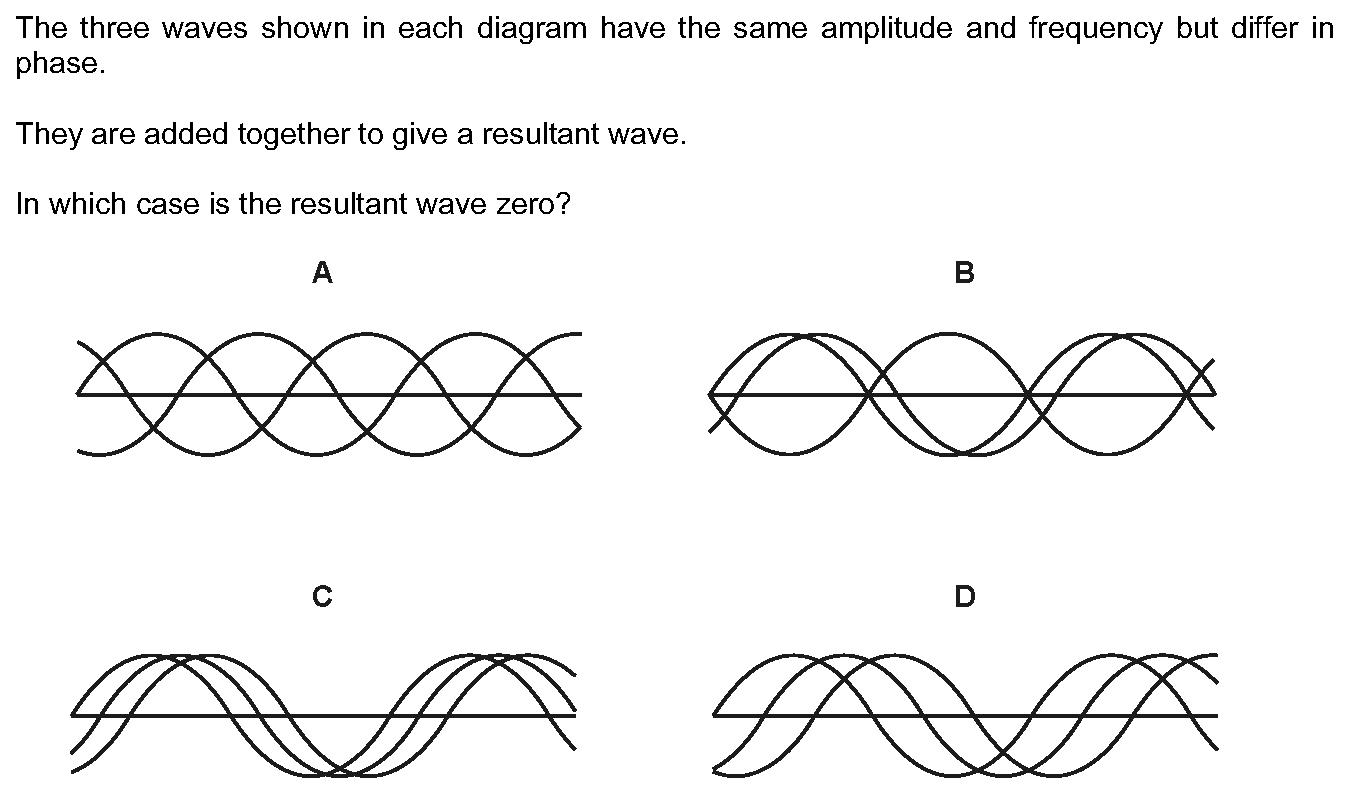 The three waves shown in each diagram have the same amplitude and frequency but differ in
phase.
They are added together to give a resultant wave.
In which case is the resultant wave zero?
A
B
C
D